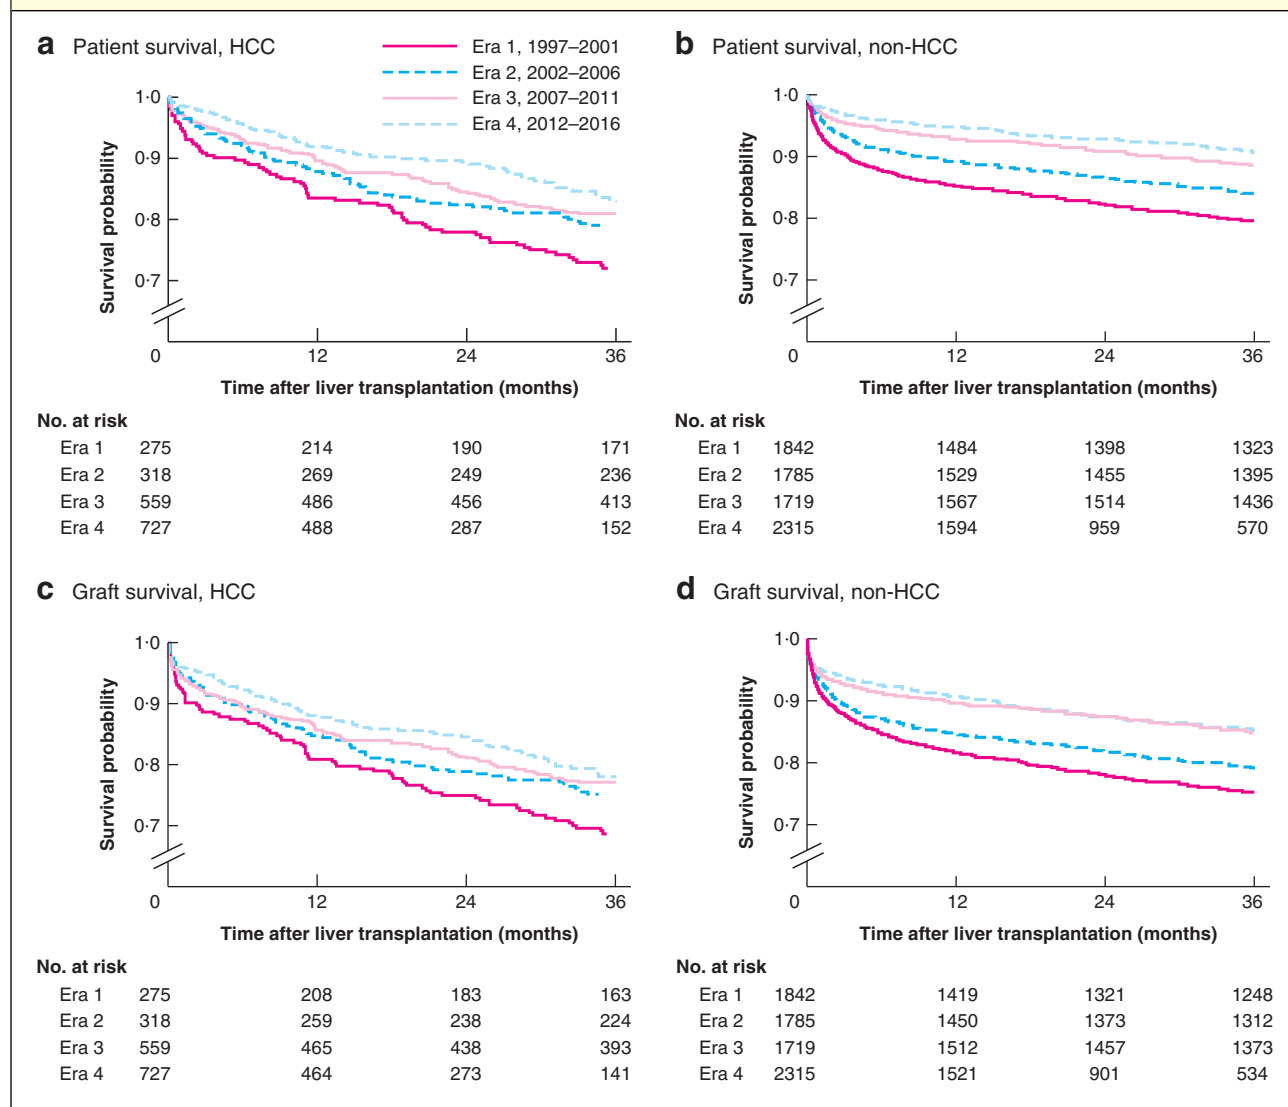 a Patient survival, HCC
Era 1, 1997–2001
Era 2, 2002–2006
Era 3, 2007–2011
Era 4, 2012–2016
1·0
0·9
0·8
0·7
Survival probability
0 12 24 36
Time after liver transplantation (months)
No. at risk
Era 1 275 214 190 171
Era 2 318 269 249 236
Era 3 559 486 456 413
Era 4 727 488 287 152
b Patient survival, non-HCC
1·0
0·9
0·8
0·7
Survival probability
0 12 24 36
Time after liver transplantation (months)
No. at risk
Era 1 1842 1484 1398 1323
Era 2 1785 1529 1455 1395
Era 3 1719 1567 1514 1436
Era 4 2315 1594 959 570
c Graft survival, HCC
1·0
0·9
0·8
0·7
Survival probability
0 12 24 36
Time after liver transplantation (months)
No. at risk
Era 1 275 208 183 163
Era 2 318 259 238 224
Era 3 559 465 438 393
Era 4 727 464 273 141
d Graft survival, non-HCC
1·0
0·9
0·8
0·7
Survival probability
0 12 24 36
Time after liver transplantation (months)
No. at risk
Era 1 1842 1419 1321 1248
Era 2 1785 1450 1373 1312
Era 3 1719 1512 1457 1373
Era 4 2315 1521 901 534